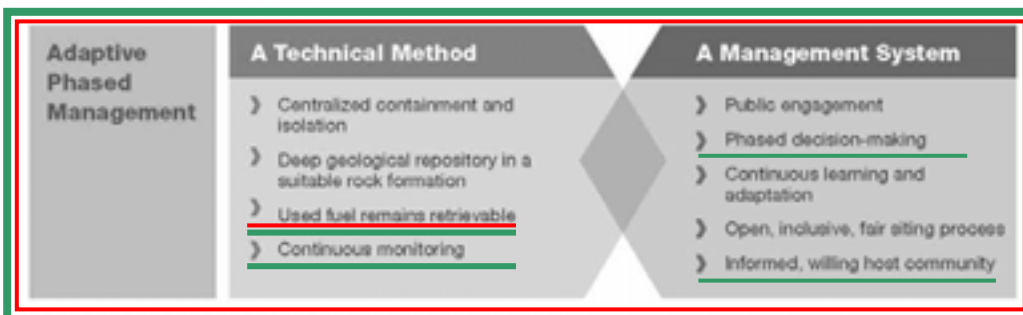 Adaptive
Phased
Management
A Technical Method
❯ Centralized containment and
isolation
❯ Deep geological repository in a
suitable rock formation
❯ Used fuel remains retrievable
❯ Continuous monitoring
A Management System
❯ Public engagement
❯ Phased decision-making
❯ Continuous learning and
adaptation
❯ Open, inclusive, fair siting process
❯ Informed, willing host community